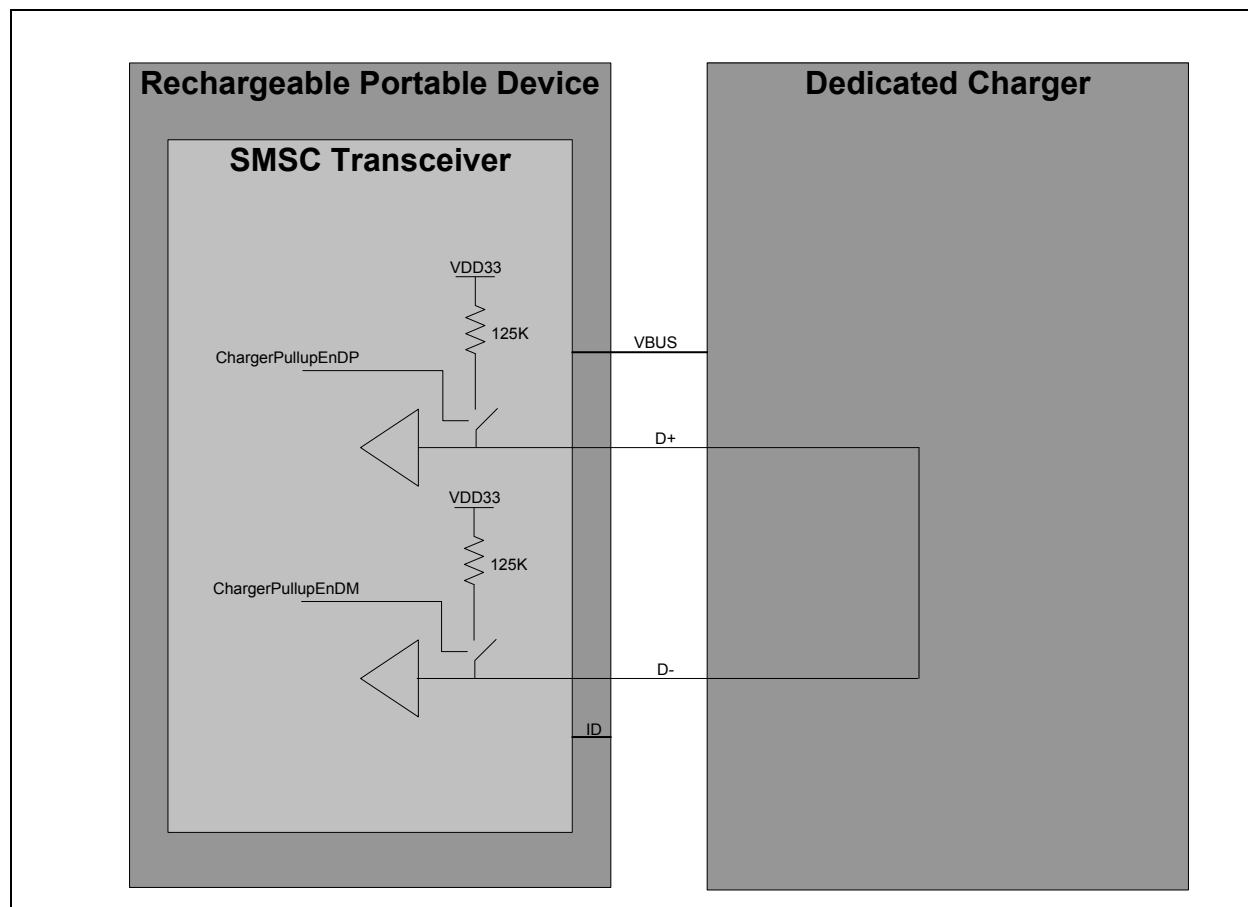 Rechargeable Portable Device
Dedicated Charger
SMSC Transceiver
VDD33
125K
VBUS
ChargerPullupEnDP
D+
VDD33
125K
ChargerPullupEnDM
D-
ID